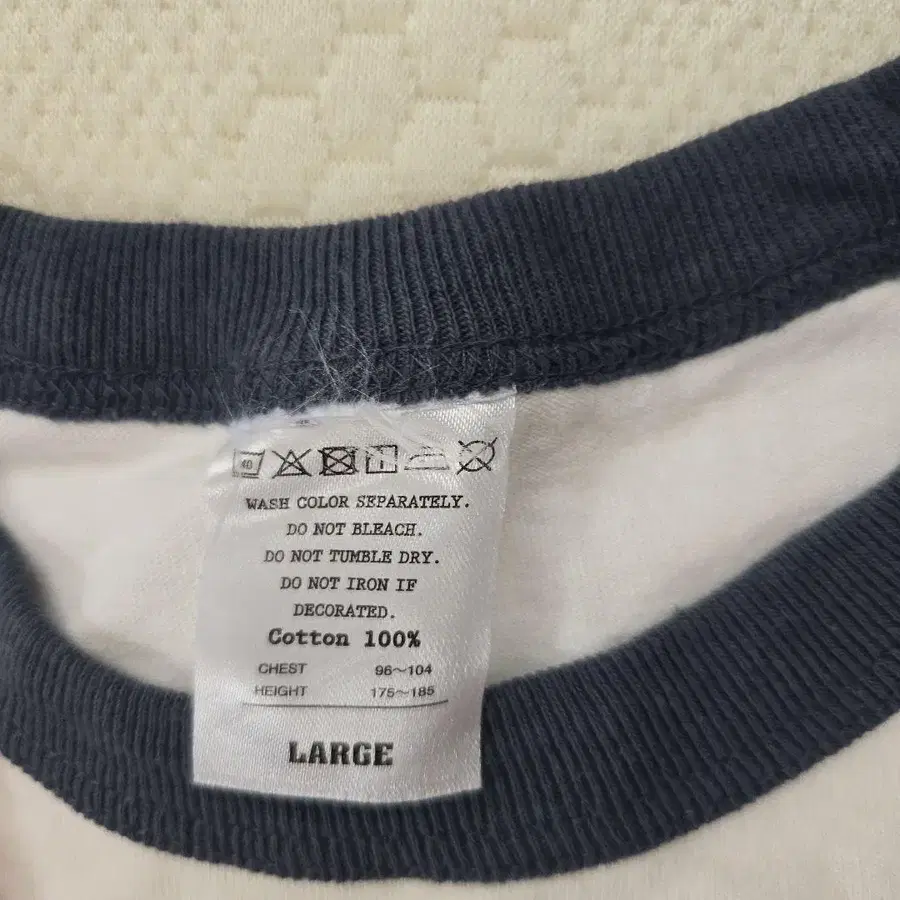 40
WASH COLOR SEPARATELY.
DO NOT BLEACH.
DO NOT TUMBLE DRY.
DO NOT IRON IF
DECORATED.
Cotton 100%
CHEST 96~104
HEIGHT 175~185
LARGE